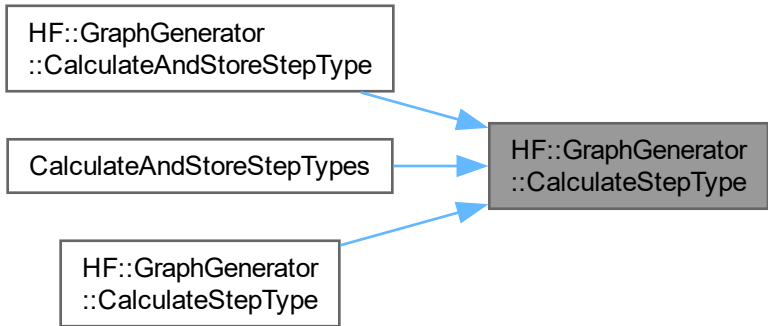 HF::GraphGenerator
::CalculateAndStoreStepType
CalculateAndStoreStepTypes
HF::GraphGenerator
::CalculateStepType
HF::GraphGenerator
::CalculateStepType